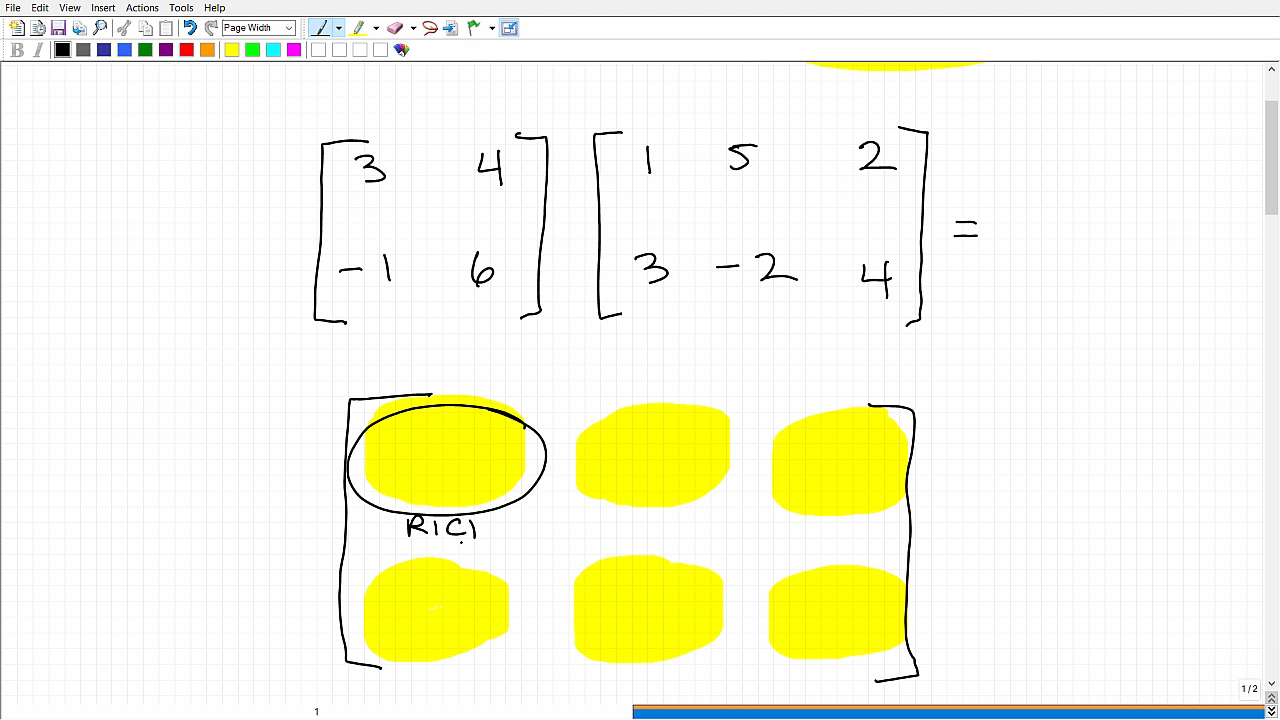 File Edit View Insert Actions Tools Help
Page Width
B I
3 4 1 5 2
=
-1 6 3 -2 4
R1C1
1/2
1